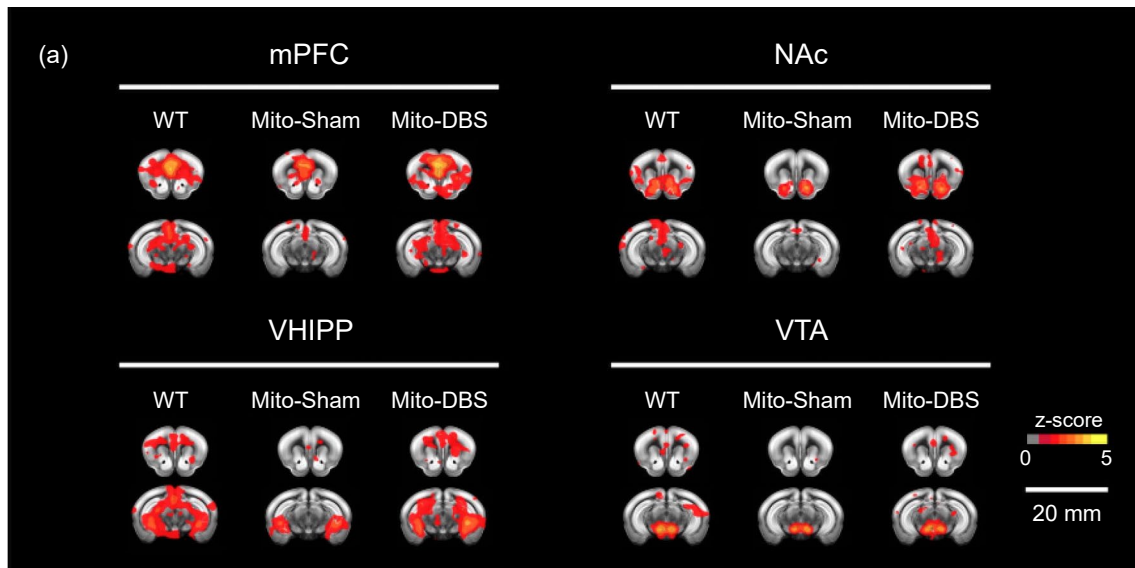 (a)
mPFC
NAc
WT Mito-Sham Mito-DBS
WT Mito-Sham Mito-DBS
VHIPP
VTA
WT Mito-Sham Mito-DBS
WT Mito-Sham Mito-DBS
z-score
0 5
20 mm